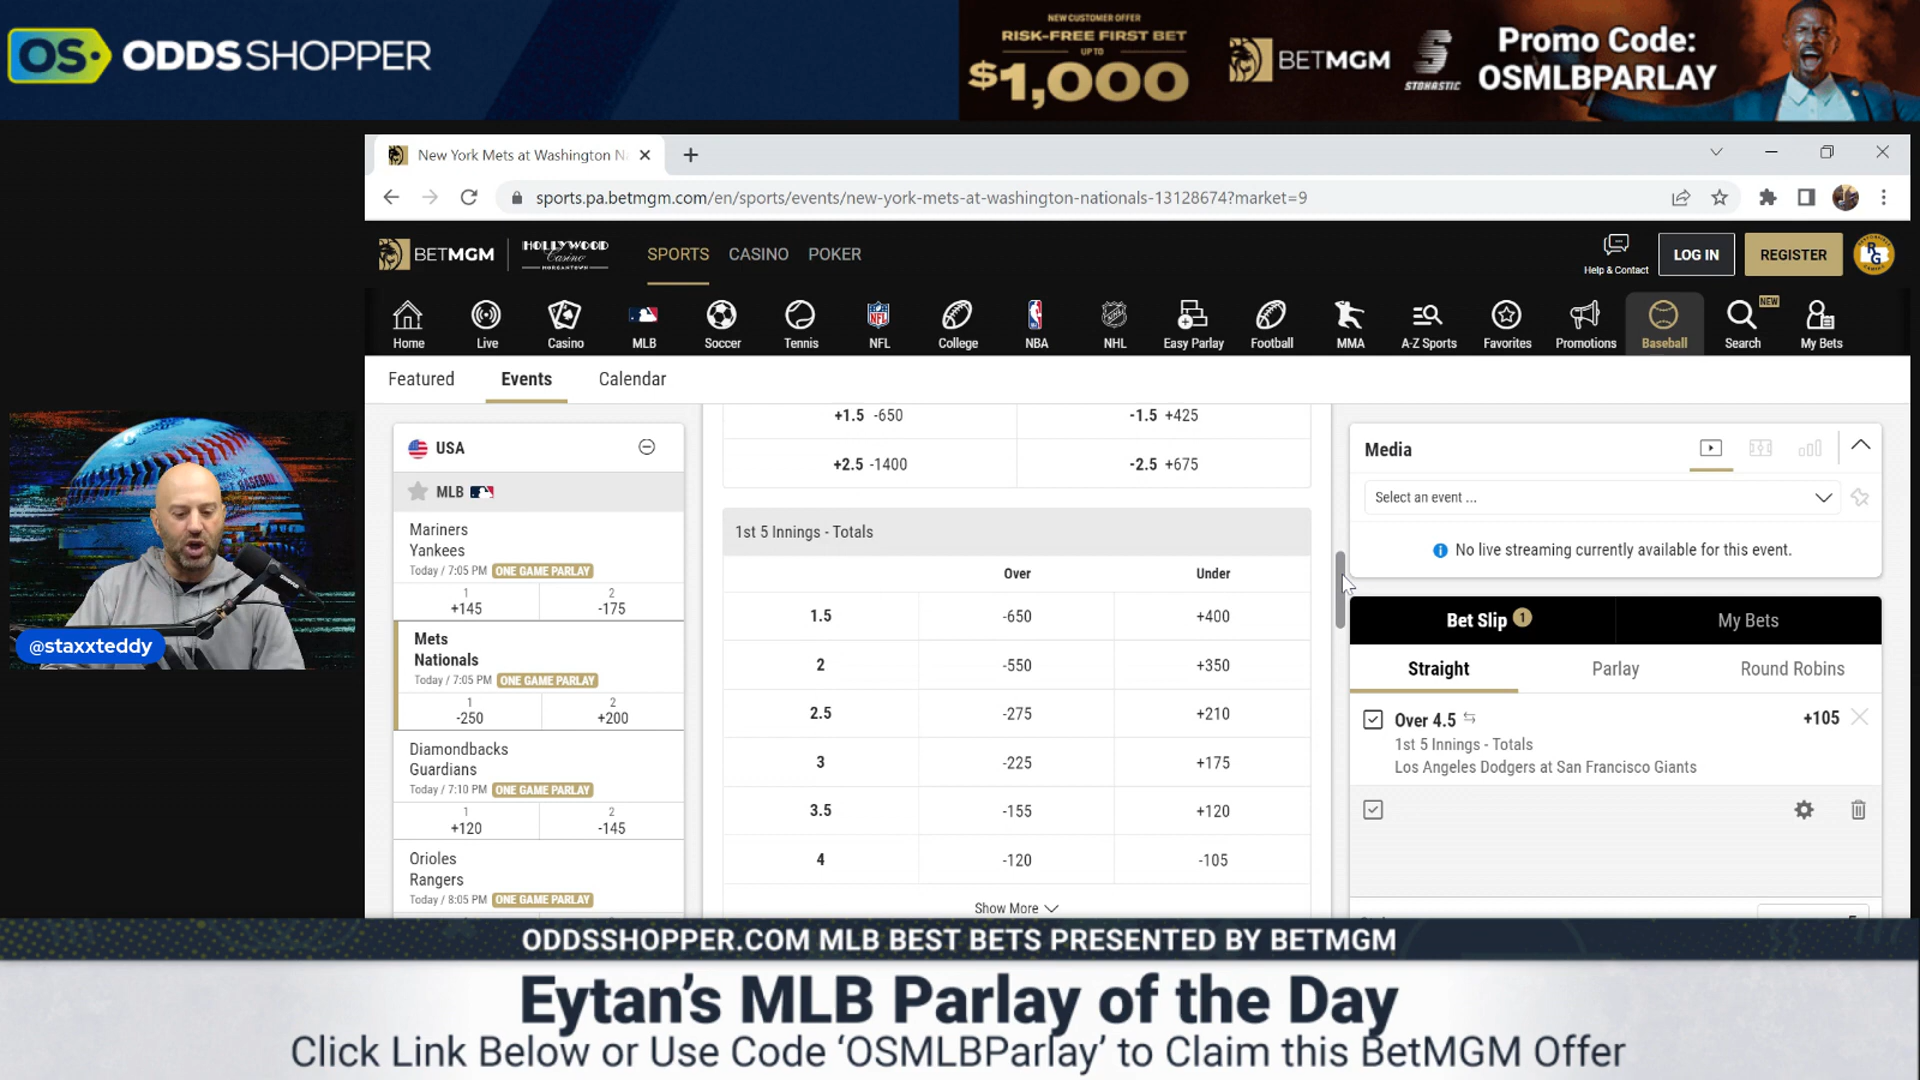 OS ODDSSHOPPER
NEW CUSTOMER OFFER
RISK-FREE FIRST BET
UP TO
$1,000
BETMGM
STOKASTIC
Promo Code:
OSMLBPARLAY
New York Mets at Washington N
sports.pa.betmgm.com/en/sports/events/new-york-mets-at-washington-nationals-13128674?market=9
BETMGM
HOLLYWOOD
Casino
MORGANTOWN
SPORTS CASINO POKER
Help & Contact
LOG IN
REGISTER
RG
NEW
Home Live Casino MLB Soccer Tennis NFL College NBA NHL Easy Parlay Football MMA A-Z Sports Favorites Promotions Baseball Search My Bets
Featured Events Calendar
USA
MLB
Mariners
Yankees
Today / 7:05 PM ONE GAME PARLAY
1 2
+145 -175
Mets
Nationals
Today / 7:05 PM ONE GAME PARLAY
1 2
-250 +200
Diamondbacks
Guardians
Today / 7:10 PM ONE GAME PARLAY
1 2
+120 -145
Orioles
Rangers
Today / 8:05 PM ONE GAME PARLAY
+1.5 -650 -1.5 +425
+2.5 -1400 -2.5 +675
1st 5 Innings - Totals
Over Under
1.5 -650 +400
2 -550 +350
2.5 -275 +210
3 -225 +175
3.5 -155 +120
4 -120 -105
Show More
Media
Select an event ...
No live streaming currently available for this event.
Bet Slip 1 My Bets
Straight Parlay Round Robins
Over 4.5 +105
1st 5 Innings - Totals
Los Angeles Dodgers at San Francisco Giants
BASEBALL
@staxxteddy
ODDSSHOPPER.COM MLB BEST BETS PRESENTED BY BETMGM
Eytan's MLB Parlay of the Day
Click Link Below or Use Code 'OSMLBParlay' to Claim this BetMGM Offer